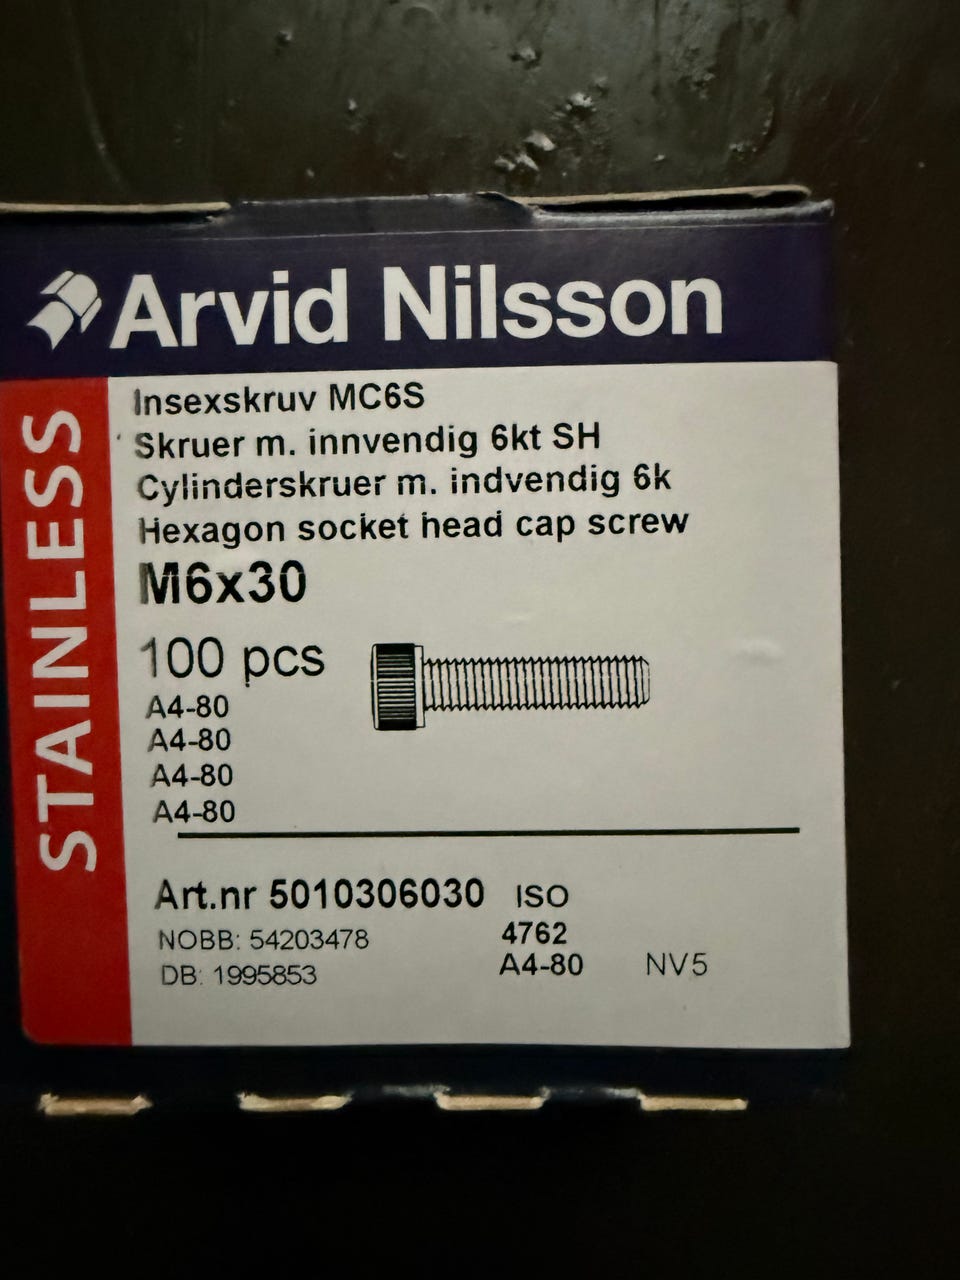 Arvid Nilsson
STAINLESS
Insexskruv MC6S
Skruer m. innvendig 6kt SH
Cylinderskruer m. indvendig 6k
Hexagon socket head cap screw
M6x30
100 pcs
A4-80
A4-80
A4-80
A4-80
Art.nr 5010306030 ISO
NOBB: 54203478 4762
DB: 1995853 A4-80 NV5